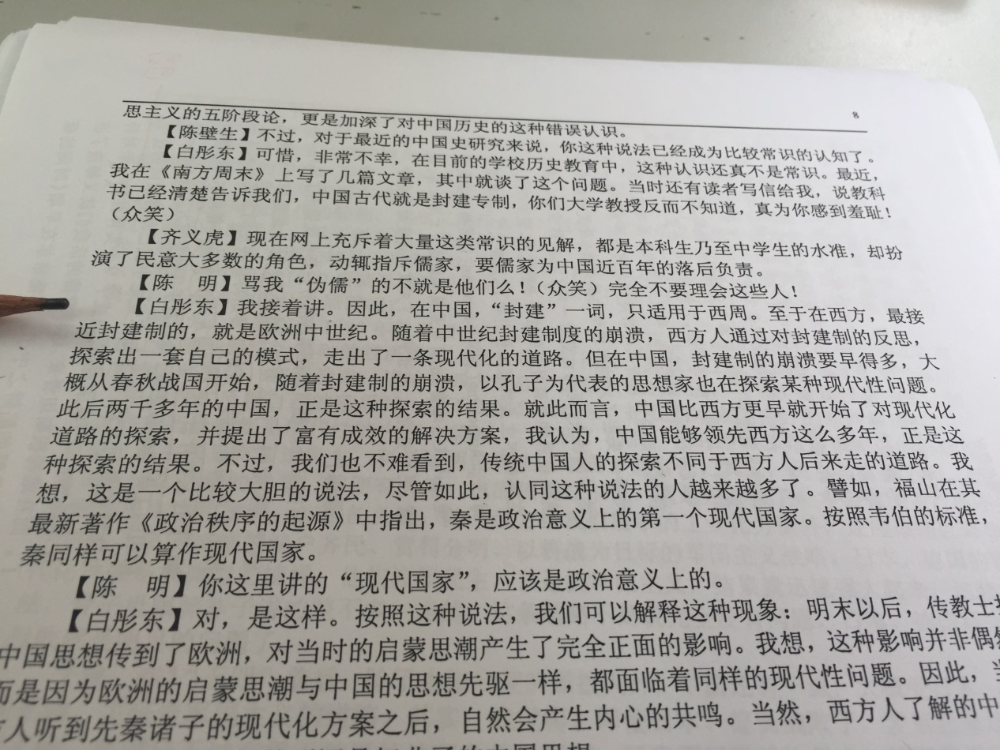 8
思主义的五阶段论，更是加深了对中国历史的这种错误认识。
【陈壁生】不过，对于最近的中国史研究来说，你这种说法已经成为比较常识的认知了。
【白彤东】可惜，非常不幸，在目前的学校历史教育中，这种认识还真不是常识。最近，
我在《南方周末》上写了几篇文章，其中就谈了这个问题。当时还有读者写信给我，说教科
书已经清楚告诉我们，中国古代就是封建专制，你们大学教授反而不知道，真为你感到羞耻！
（众笑）
【齐义虎】现在网上充斥着大量这类常识的见解，都是本科生乃至中学生的水准，却扮
演了民意大多数的角色，动辄指斥儒家，要儒家为中国近百年的落后负责。
【陈　明】骂我“伪儒”的不就是他们么！（众笑）完全不要理会这些人！
【白彤东】我接着讲。因此，在中国，“封建”一词，只适用于西周。至于在西方，最接
近封建制的，就是欧洲中世纪。随着中世纪封建制度的崩溃，西方人通过对封建制的反思，
探索出一套自己的模式，走出了一条现代化的道路。但在中国，封建制的崩溃要早得多，大
概从春秋战国开始，随着封建制的崩溃，以孔子为代表的思想家也在探索某种现代性问题。
此后两千多年的中国，正是这种探索的结果。就此而言，中国比西方更早就开始了对现代化
道路的探索，并提出了富有成效的解决方案，我认为，中国能够领先西方这么多年，正是这
种探索的结果。不过，我们也不难看到，传统中国人的探索不同于西方人后来走的道路。我
想，这是一个比较大胆的说法，尽管如此，认同这种说法的人越来越多了。譬如，福山在其
最新著作《政治秩序的起源》中指出，秦是政治意义上的第一个现代国家。按照韦伯的标准，
秦同样可以算作现代国家。
【陈　明】你这里讲的“现代国家”，应该是政治意义上的。
【白彤东】对，是这样。按照这种说法，我们可以解释这种现象：明末以后，传教士
中国思想传到了欧洲，对当时的启蒙思潮产生了完全正面的影响。我想，这种影响并非偶然
而是因为欧洲的启蒙思潮与中国的思想先驱一样，都面临着同样的现代性问题。因此，当
方人听到先秦诸子的现代化方案之后，自然会产生内心的共鸣。当然，西方人了解的中
的中国思想